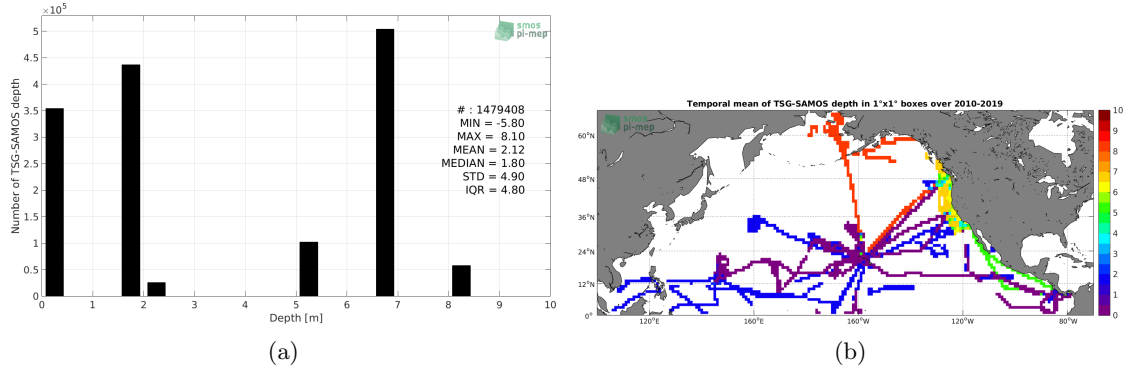 ×10⁵
5
4.5
4
3.5
3
2.5
2
1.5
1
0.5
0
Number of TSG-SAMOS depth
smos
pi-mep
# : 1479408
MIN = -5.80
MAX = 8.10
MEAN = 2.12
MEDIAN = 1.80
STD = 4.90
IQR = 4.80
0 1 2 3 4 5 6 7 8 9 10
Depth [m]
(a)
Temporal mean of TSG-SAMOS depth in 1°x1° boxes over 2010-2019
smos
pi-mep
60°N
48°N
36°N
24°N
12°N
0°
120°E 160°E 160°W 120°W 80°W
10
9
8
7
6
5
4
3
2
1
0
(b)